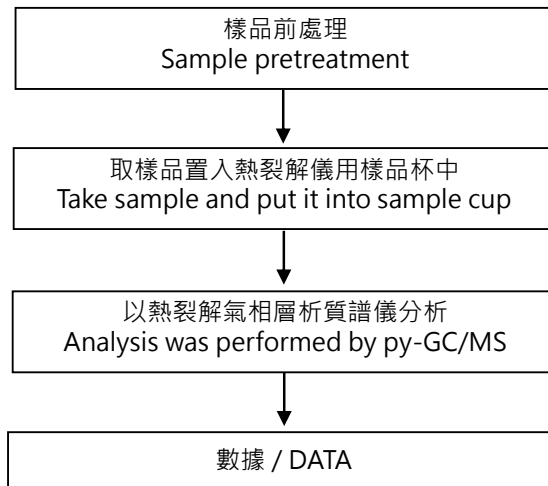 樣品前處理
Sample pretreatment
取樣品置入熱裂解儀用樣品杯中
Take sample and put it into sample cup
以熱裂解氣相層析質譜儀分析
Analysis was performed by py-GC/MS
數據 / DATA